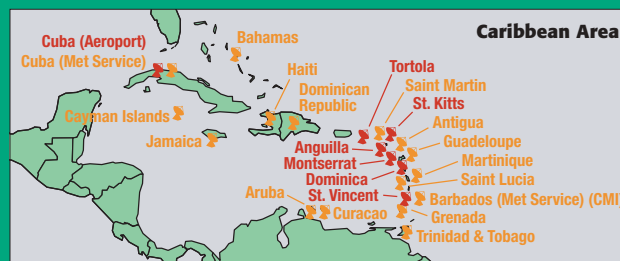 Caribbean Area
Cuba (Aeroport)
Cuba (Met Service)
Bahamas
Haiti
Dominican
Republic
Cayman Islands
Jamaica
Tortola
Saint Martin
St. Kitts
Antigua
Guadeloupe
Anguilla
Montserrat
Martinique
Dominica
Saint Lucia
St. Vincent
Barbados (Met Service) (CMI)
Aruba
Curacao
Grenada
Trinidad & Tobago